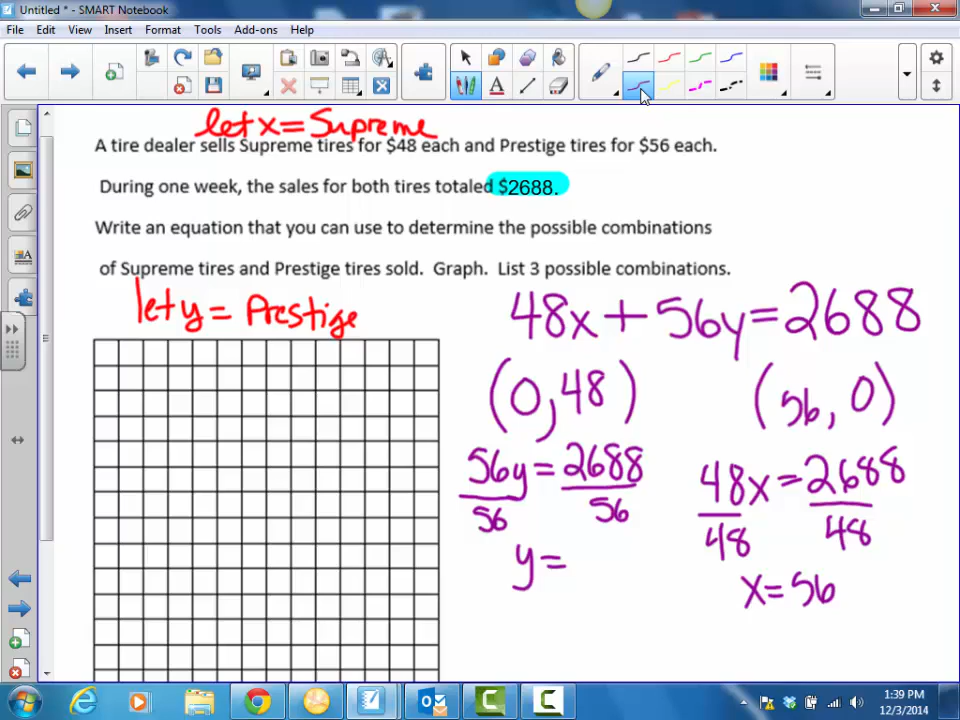 Untitled * - SMART Notebook
File Edit View Insert Format Tools Add-ons Help
let x = Supreme
A tire dealer sells Supreme tires for $48 each and Prestige tires for $56 each.
During one week, the sales for both tires totaled $2688.
Write an equation that you can use to determine the possible combinations
of Supreme tires and Prestige tires sold. Graph. List 3 possible combinations.
let y = Prestige
48x + 56y = 2688
(0, 48) (56, 0)
56y = 2688 48x = 2688
56 56 48 48
y = x = 56
1:39 PM
12/3/2014